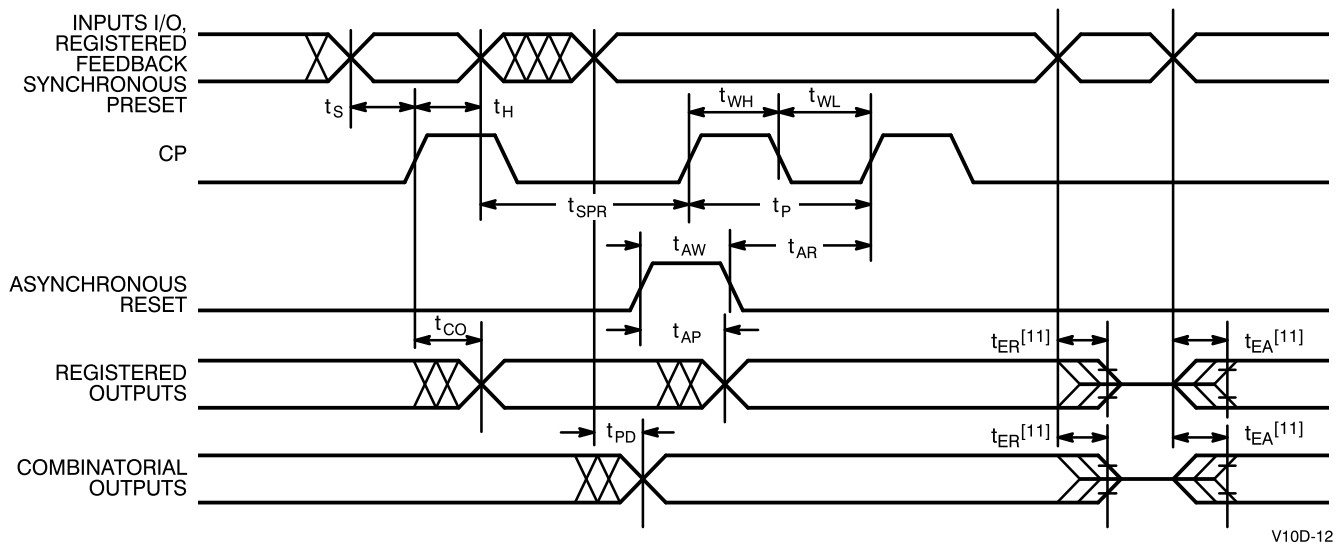 INPUTS I/O,
REGISTERED
FEEDBACK
SYNCHRONOUS
PRESET
tS
tH
tWH
tWL
CP
tSPR
tP
tAW
tAR
ASYNCHRONOUS
RESET
tCO
tAP
tER[11]
tEA[11]
REGISTERED
OUTPUTS
tPD
tER[11]
tEA[11]
COMBINATORIAL
OUTPUTS
V10D-12